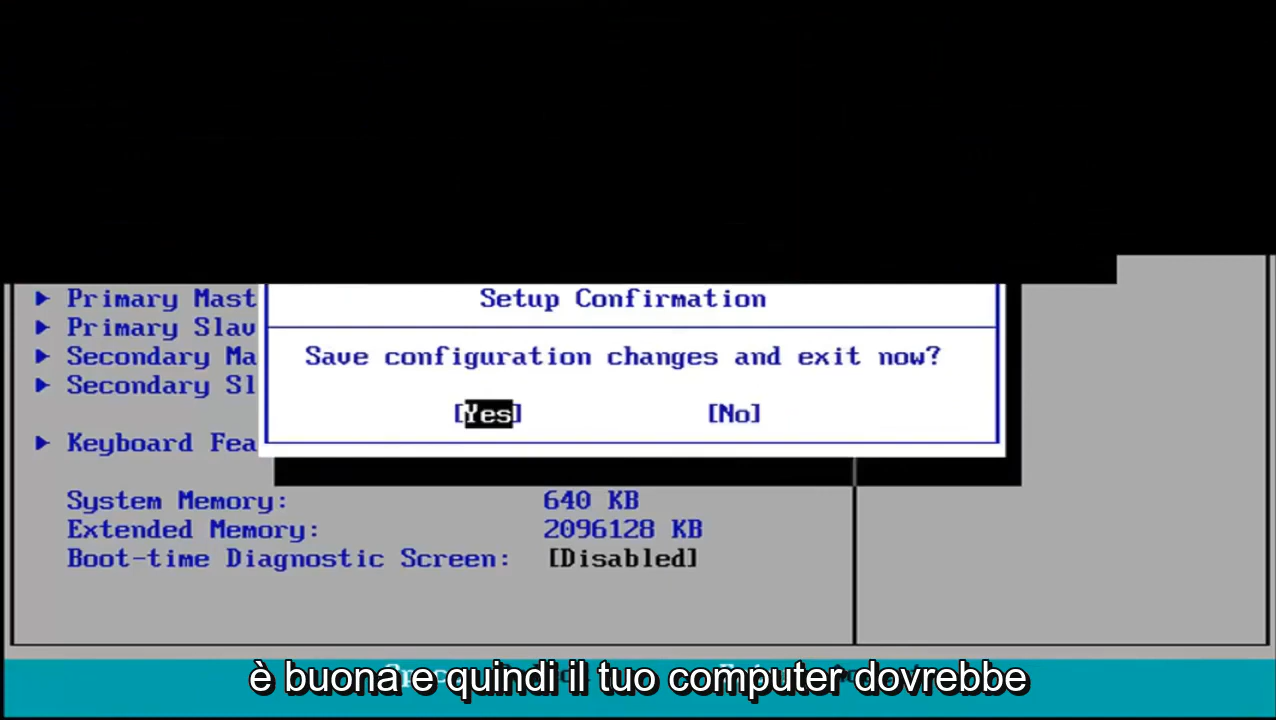 Primary Mast
Primary Slav
Secondary Ma
Secondary Sl
Keyboard Fea
Setup Confirmation
Save configuration changes and exit now?
[Yes] [No]
System Memory: 640 KB
Extended Memory: 2096128 KB
Boot-time Diagnostic Screen: [Disabled]
è buona e quindi il tuo computer dovrebbe